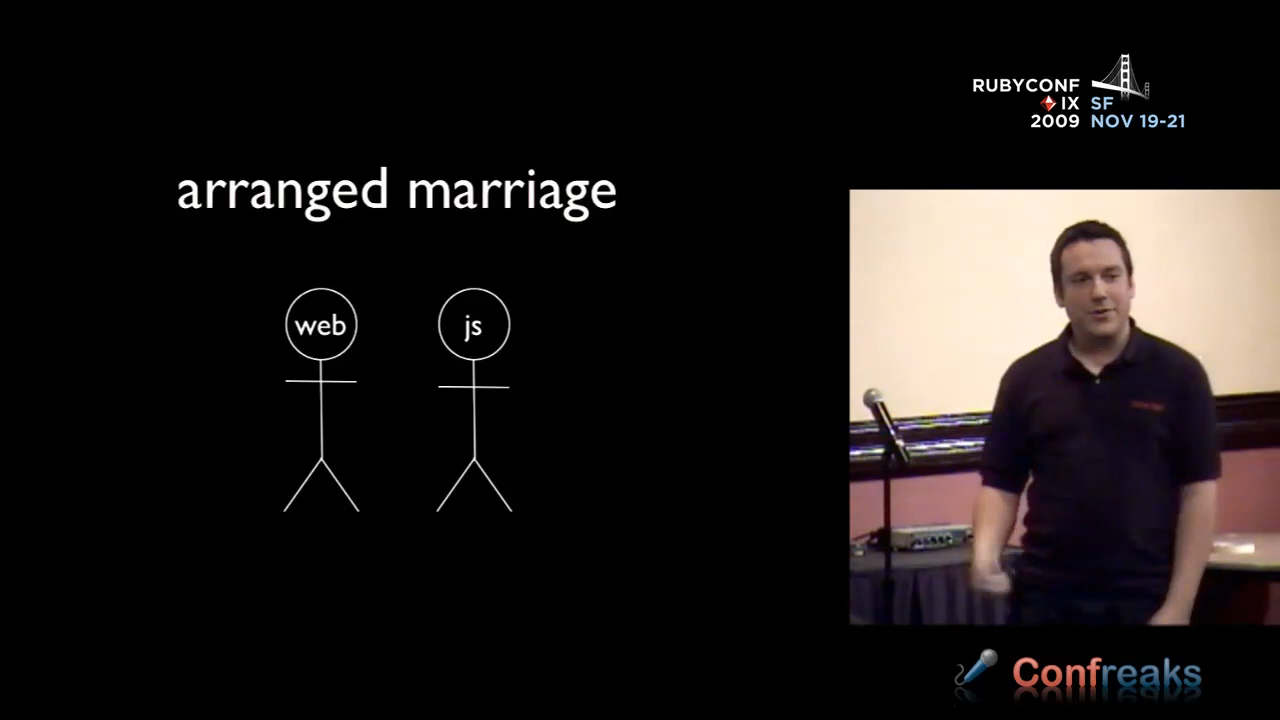 RUBYCONF
IX SF
2009 NOV 19-21
arranged marriage
web js
Confreaks